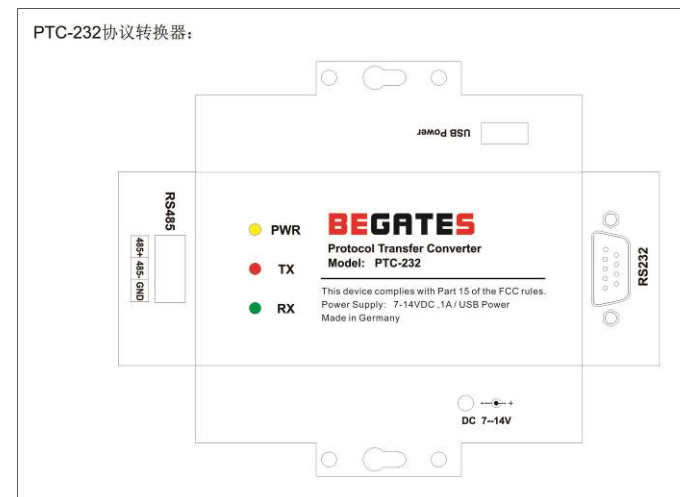 PTC-232协议转换器:
USB Power
RS485
485+ 485- GND
PWR
TX
RX
BEGATES
Protocol Transfer Converter
Model: PTC-232
This device complies with Part 15 of the FCC rules.
Power Supply: 7-14VDC ,1A / USB Power
Made in Germany
RS232
DC 7--14V